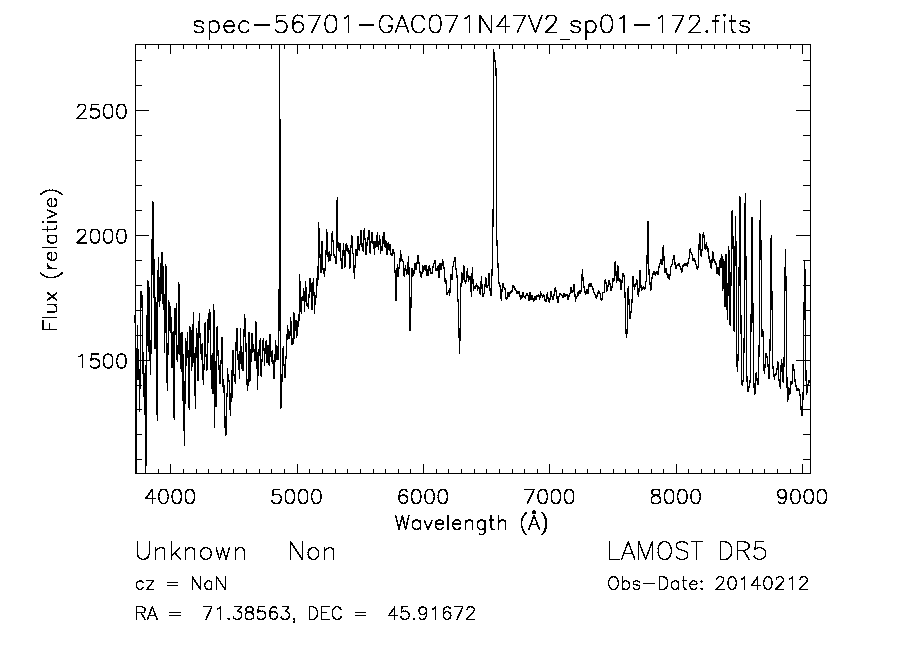 spec-56701-GAC071N47V2_sp01-172.fits
2500
2000
1500
Flux (relative)
4000 5000 6000 7000 8000 9000
Wavelength (Å)
Unknown Non LAMOST DR5
cz = NaN Obs-Date: 20140212
RA = 71.38563, DEC = 45.91672